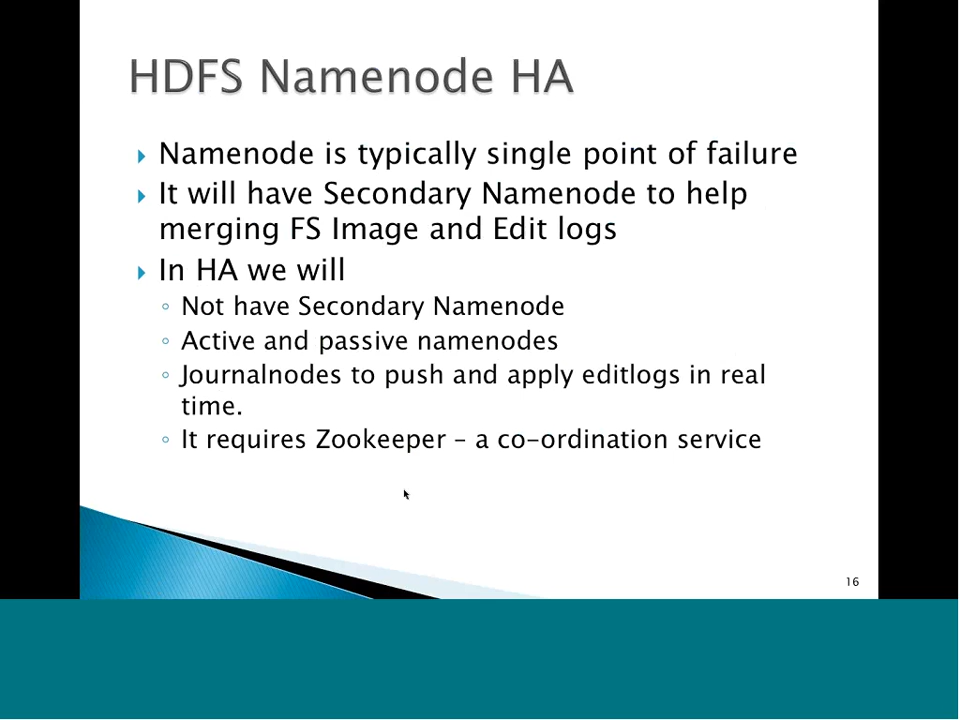 HDFS Namenode HA
Namenode is typically single point of failure
It will have Secondary Namenode to help
merging FS Image and Edit logs
In HA we will
Not have Secondary Namenode
Active and passive namenodes
Journalnodes to push and apply editlogs in real
time.
It requires Zookeeper – a co-ordination service
16